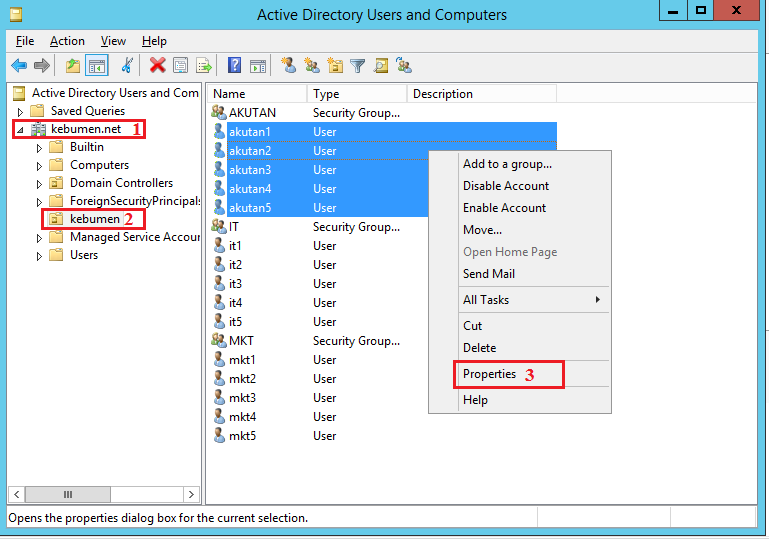 Active Directory Users and Computers
File Action View Help
Active Directory Users and Com
Saved Queries
kebumen.net 1
Builtin
Computers
Domain Controllers
ForeignSecurityPrincipals
kebumen 2
Managed Service Accour
Users
Name Type Description
AKUTAN Security Group...
akutan1 User
akutan2 User
akutan3 User
akutan4 User
akutan5 User
IT Security Group...
it1 User
it2 User
it3 User
it4 User
it5 User
MKT Security Group...
mkt1 User
mkt2 User
mkt3 User
mkt4 User
mkt5 User
Add to a group...
Disable Account
Enable Account
Move...
Open Home Page
Send Mail
All Tasks
Cut
Delete
Properties 3
Help
Opens the properties dialog box for the current selection.